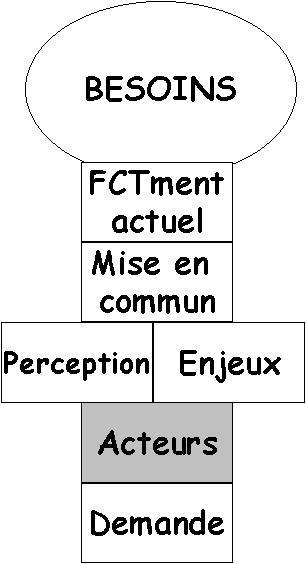 BESOINS
FCTment
actuel
Mise en
commun
Perception Enjeux
Acteurs
Demande